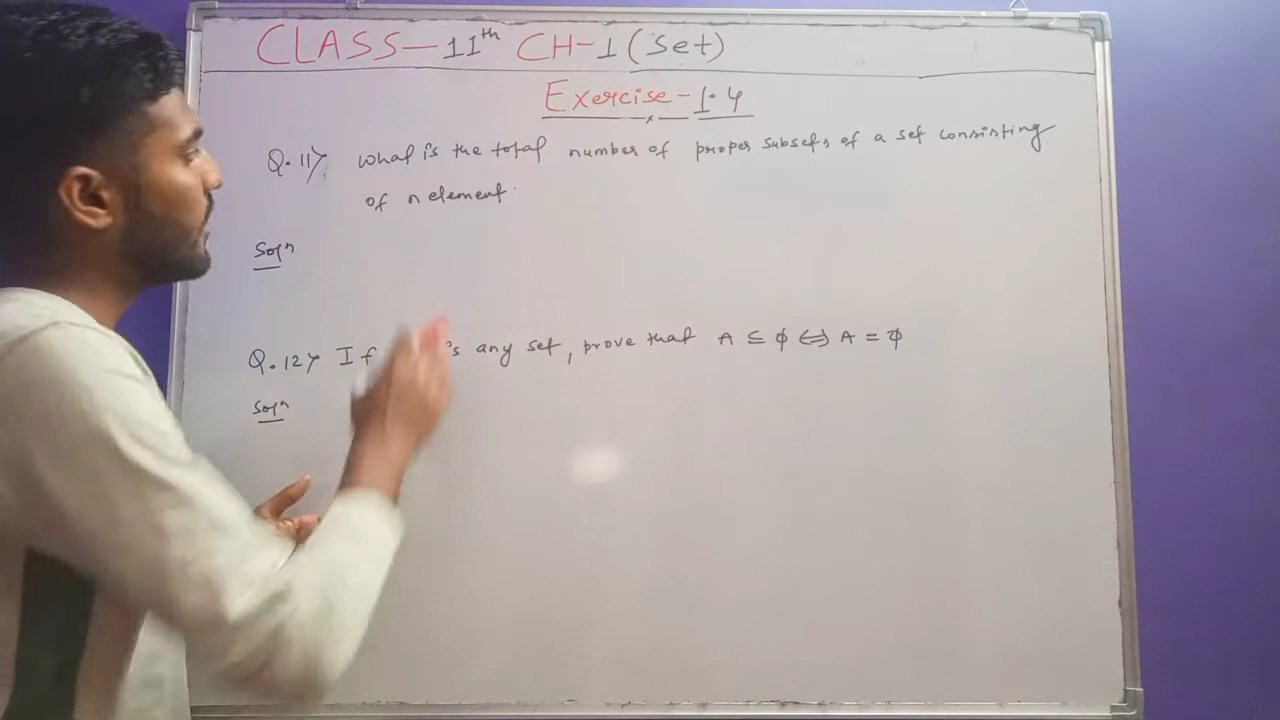 CLASS-11th CH-1 (Set)
Exercise-1.4
Q.11> What is the total number of proper subsets of a set consisting
of n element.
Soln
Q.12> If is any set, prove that A ⊆ ϕ ⇔ A = ϕ
Soln